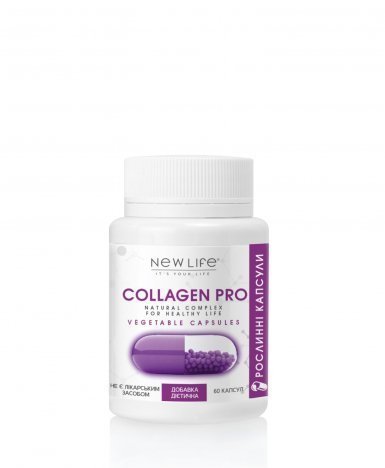 NEW LIFE®
IT'S YOUR LIFE
COLLAGEN PRO
NATURAL COMPLEX
FOR HEALTHY LIFE
VEGETABLE CAPSULES
НЕ Є ЛІКАРСЬКИМ
ЗАСОБОМ
ДОБАВКА
ДІЄТИЧНА
60 КАПСУЛ
РОСЛИННІ КАПСУЛИ